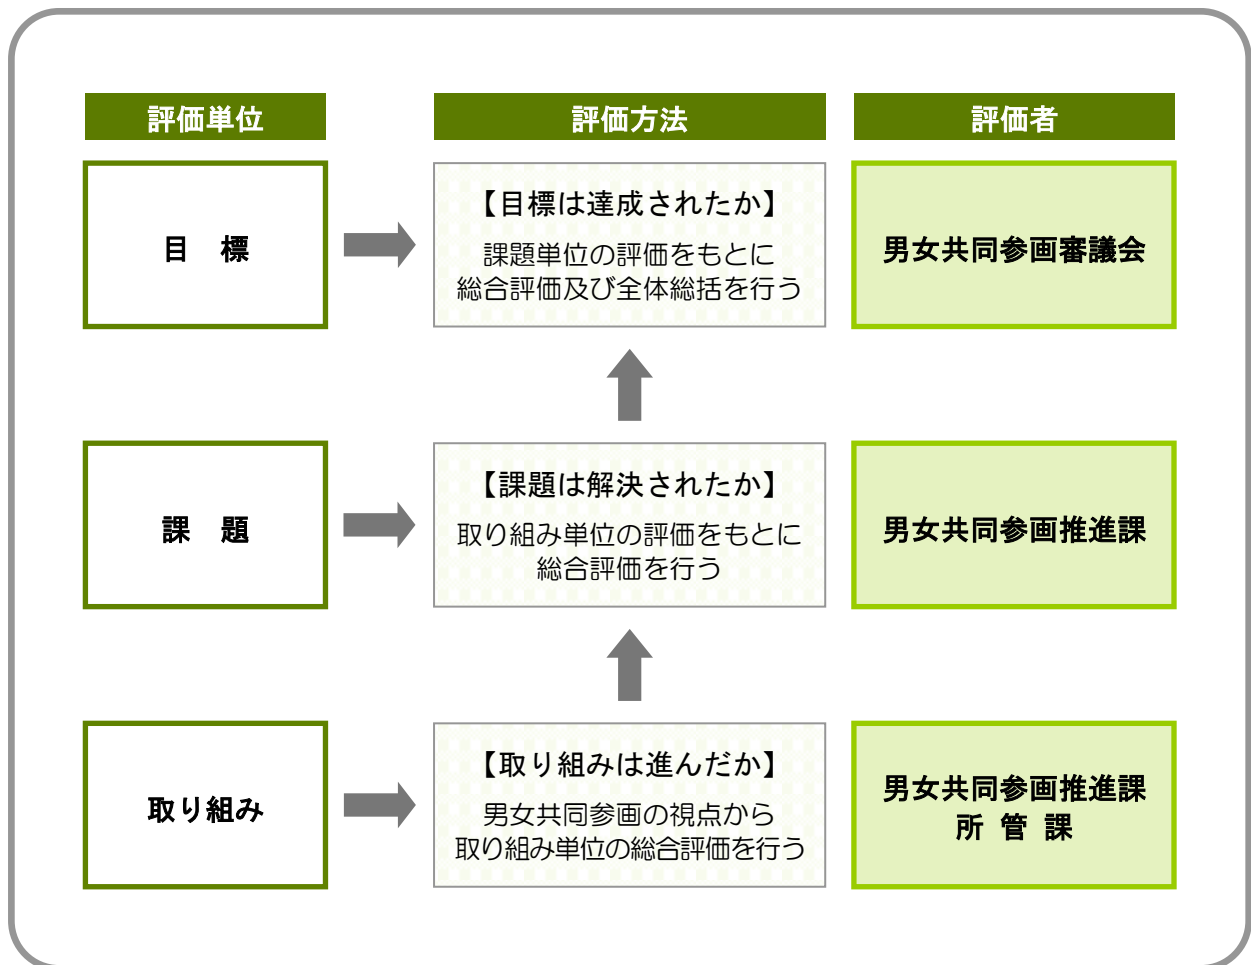 評価単位
評価方法
評価者
目　標
【目標は達成されたか】
課題単位の評価をもとに
総合評価及び全体総括を行う
男女共同参画審議会
課　題
【課題は解決されたか】
取り組み単位の評価をもとに
総合評価を行う
男女共同参画推進課
取り組み
【取り組みは進んだか】
男女共同参画の視点から
取り組み単位の総合評価を行う
男女共同参画推進課
所 管 課